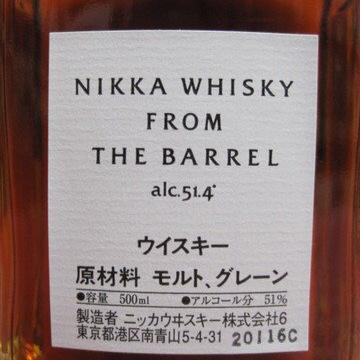 NIKKA WHISKY
FROM
THE BARREL
alc.51.4°
ウイスキー
原材料 モルト、グレーン
●容量 500ml ●アルコール分 51%
製造者 ニッカウヰスキー株式会社6
東京都港区南青山5-4-31 20116C